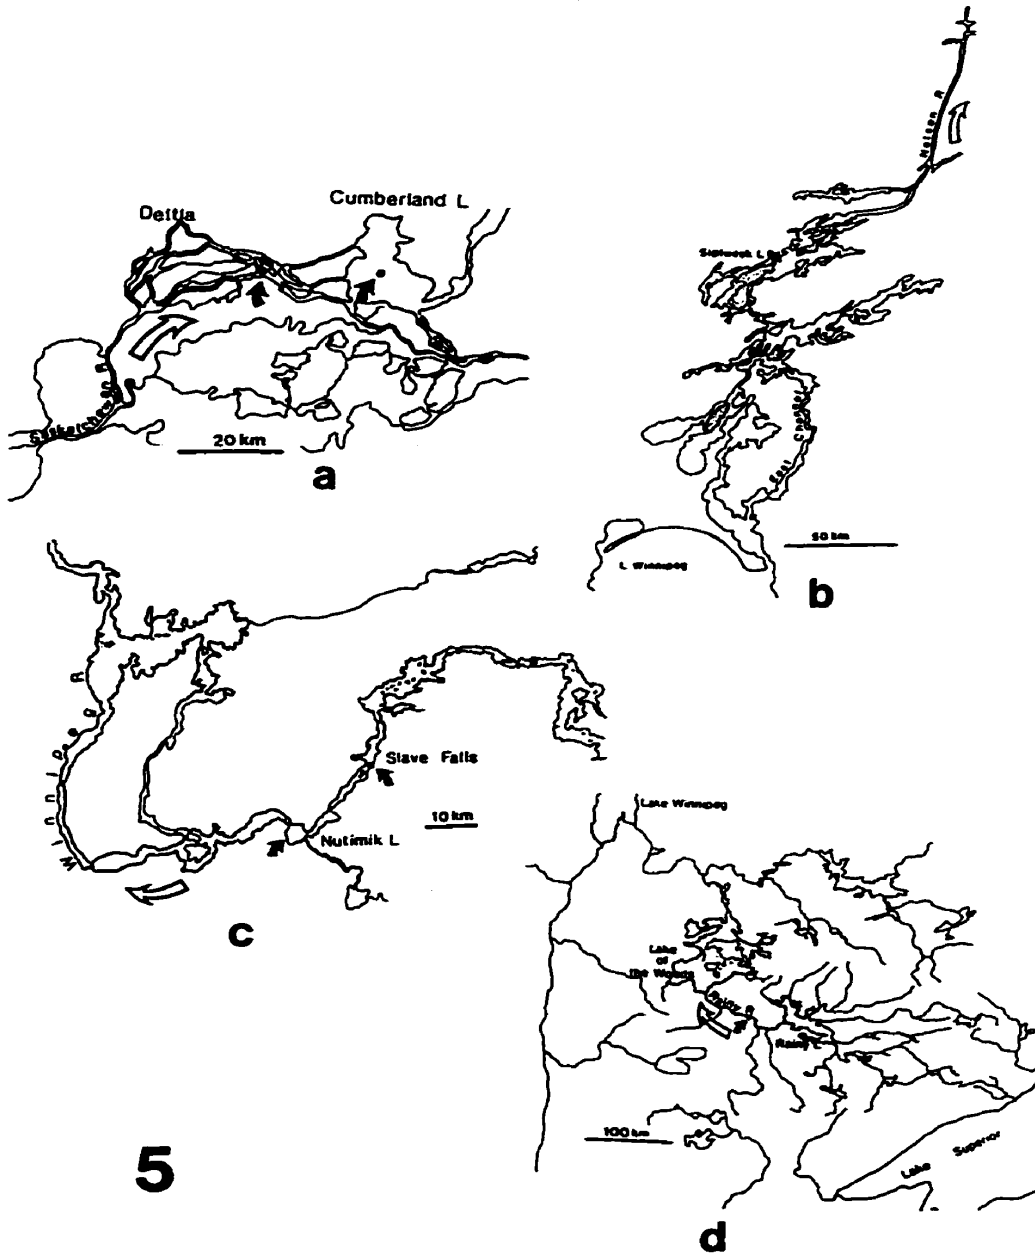 Cumberland L
Delta
Saskatchewan R
20 km
a
Nelson R
Sipiwesk L
East Channel
50 km
L Winnipeg
b
Winnipeg R
Slave Falls
10 km
Nutimik L
c
Lake Winnipeg
Lake
of
the Woods
Rainy R
Rainy L
100 km
Lake Superior
d
5